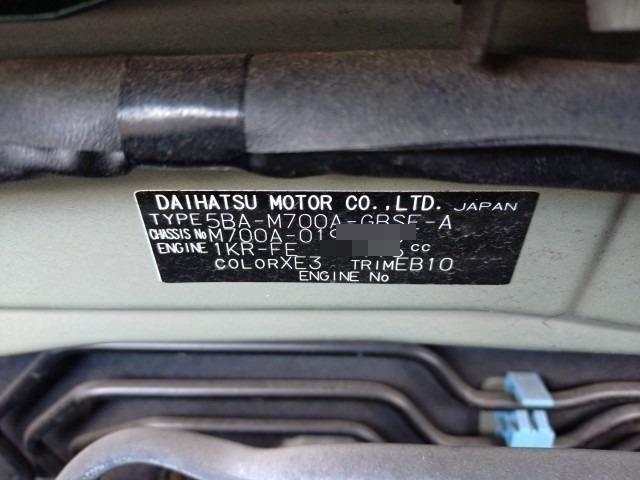 DAIHATSU MOTOR CO.,LTD. JAPAN
TYPE 5BA-M700A-GBSE-A
CHASSIS No M700A-019
ENGINE 1KR-FE cc
COLOR XE3 TRIM EB10
ENGINE No